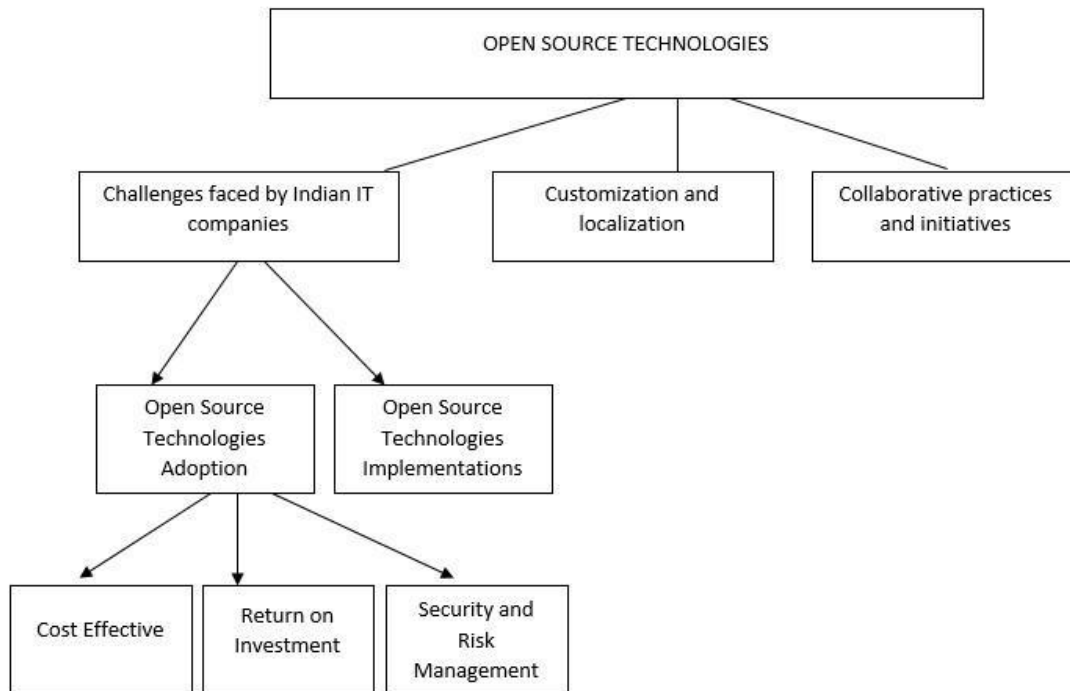 OPEN SOURCE TECHNOLOGIES
Challenges faced by Indian IT
companies
Customization and
localization
Collaborative practices
and initiatives
Open Source
Technologies
Adoption
Open Source
Technologies
Implementations
Cost Effective
Return on
Investment
Security and
Risk
Management